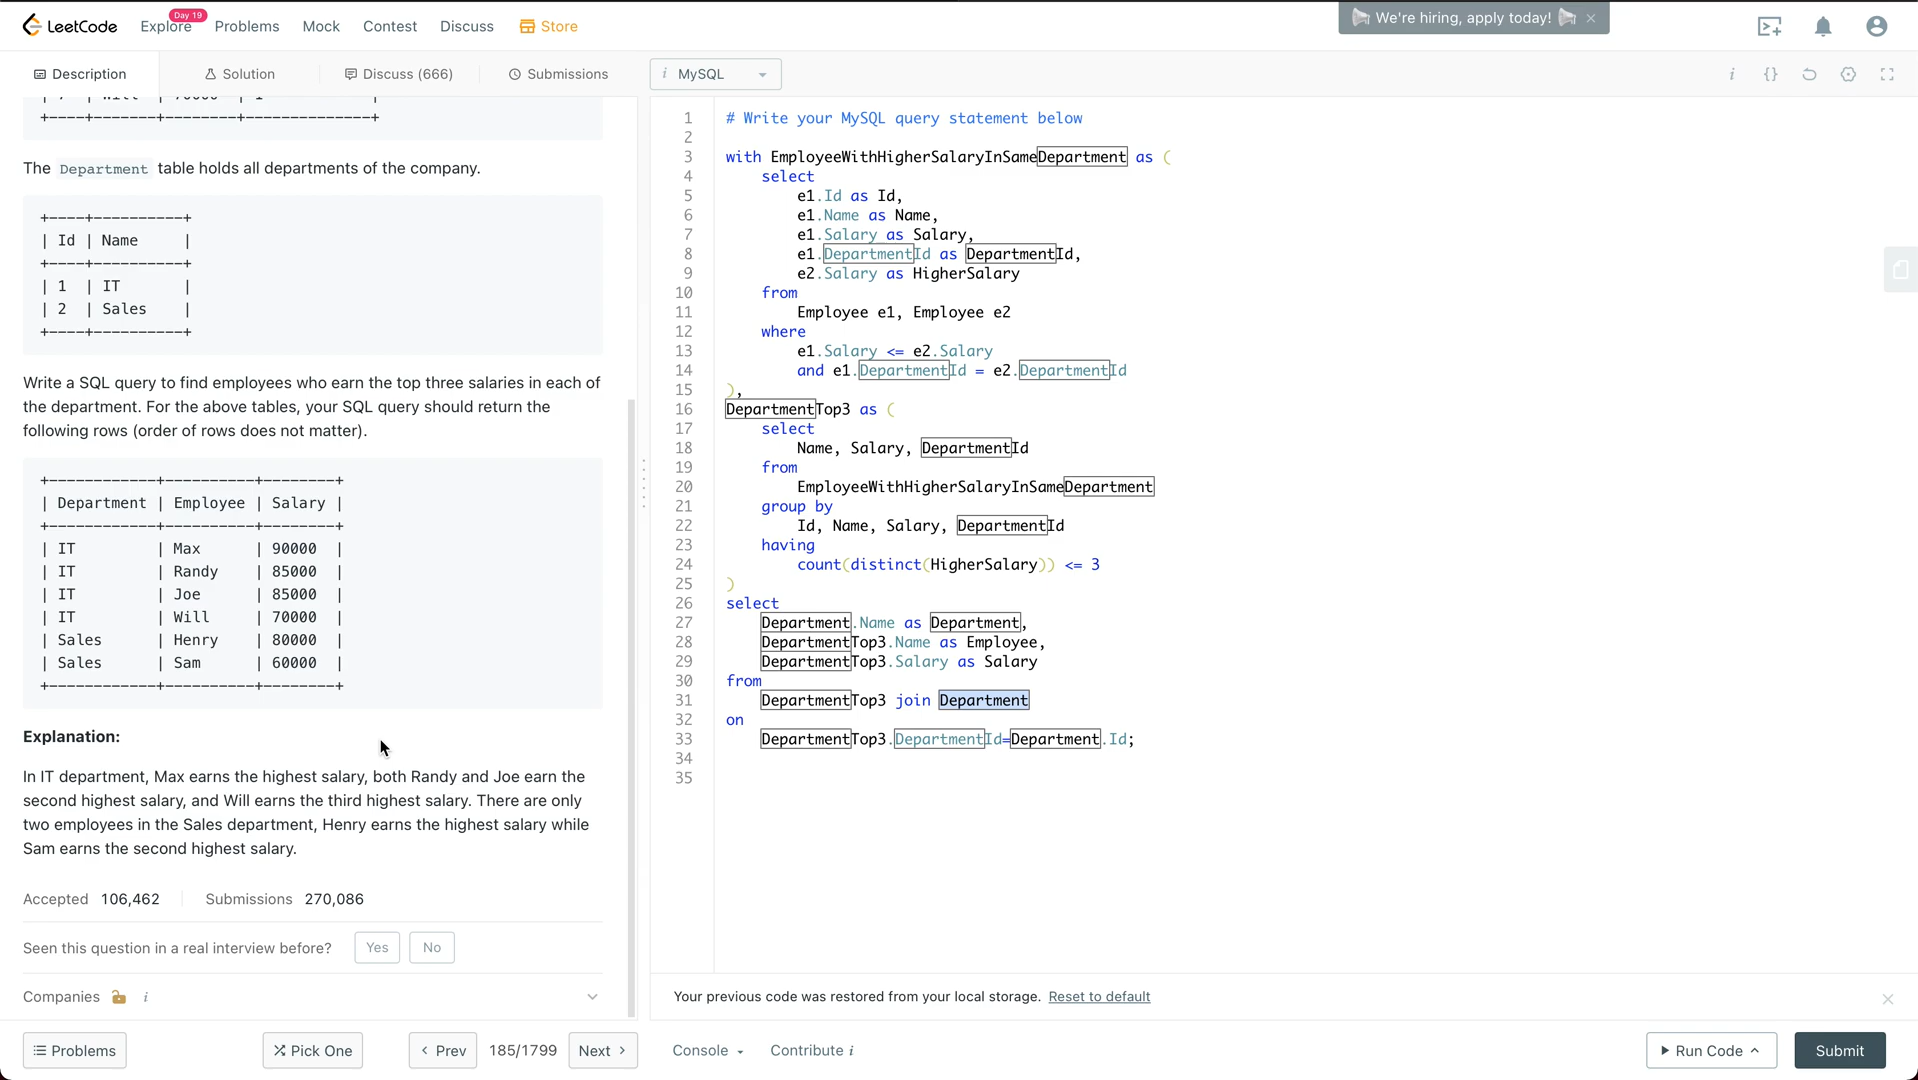 LeetCode
Explore
Day 19
Problems
Mock
Contest
Discuss
Store
We're hiring, apply today!
Description
Solution
Discuss (666)
Submissions
i MySQL
+----+-------+--------+--------------+
The Department table holds all departments of the company.
+----+----------+
| Id | Name     |
+----+----------+
| 1  | IT       |
| 2  | Sales    |
+----+----------+
Write a SQL query to find employees who earn the top three salaries in each of
the department. For the above tables, your SQL query should return the
following rows (order of rows does not matter).
+------------+----------+--------+
| Department | Employee | Salary |
+------------+----------+--------+
| IT         | Max      | 90000  |
| IT         | Randy    | 85000  |
| IT         | Joe      | 85000  |
| IT         | Will     | 70000  |
| Sales      | Henry    | 80000  |
| Sales      | Sam      | 60000  |
+------------+----------+--------+
Explanation:
In IT department, Max earns the highest salary, both Randy and Joe earn the
second highest salary, and Will earns the third highest salary. There are only
two employees in the Sales department, Henry earns the highest salary while
Sam earns the second highest salary.
Accepted 106,462
Submissions 270,086
Seen this question in a real interview before?
Yes
No
Companies i
1 # Write your MySQL query statement below
2
3 with EmployeeWithHigherSalaryInSameDepartment as (
4     select
5         e1.Id as Id,
6         e1.Name as Name,
7         e1.Salary as Salary,
8         e1.DepartmentId as DepartmentId,
9         e2.Salary as HigherSalary
10     from
11         Employee e1, Employee e2
12     where
13         e1.Salary <= e2.Salary
14         and e1.DepartmentId = e2.DepartmentId
15 ),
16 DepartmentTop3 as (
17     select
18         Name, Salary, DepartmentId
19     from
20         EmployeeWithHigherSalaryInSameDepartment
21     group by
22         Id, Name, Salary, DepartmentId
23     having
24         count(distinct(HigherSalary)) <= 3
25 )
26 select
27     Department.Name as Department,
28     DepartmentTop3.Name as Employee,
29     DepartmentTop3.Salary as Salary
30 from
31     DepartmentTop3 join Department
32 on
33     DepartmentTop3.DepartmentId=Department.Id;
34
35
Your previous code was restored from your local storage. Reset to default
Problems
Pick One
Prev
185/1799
Next
Console
Contribute i
Run Code
Submit